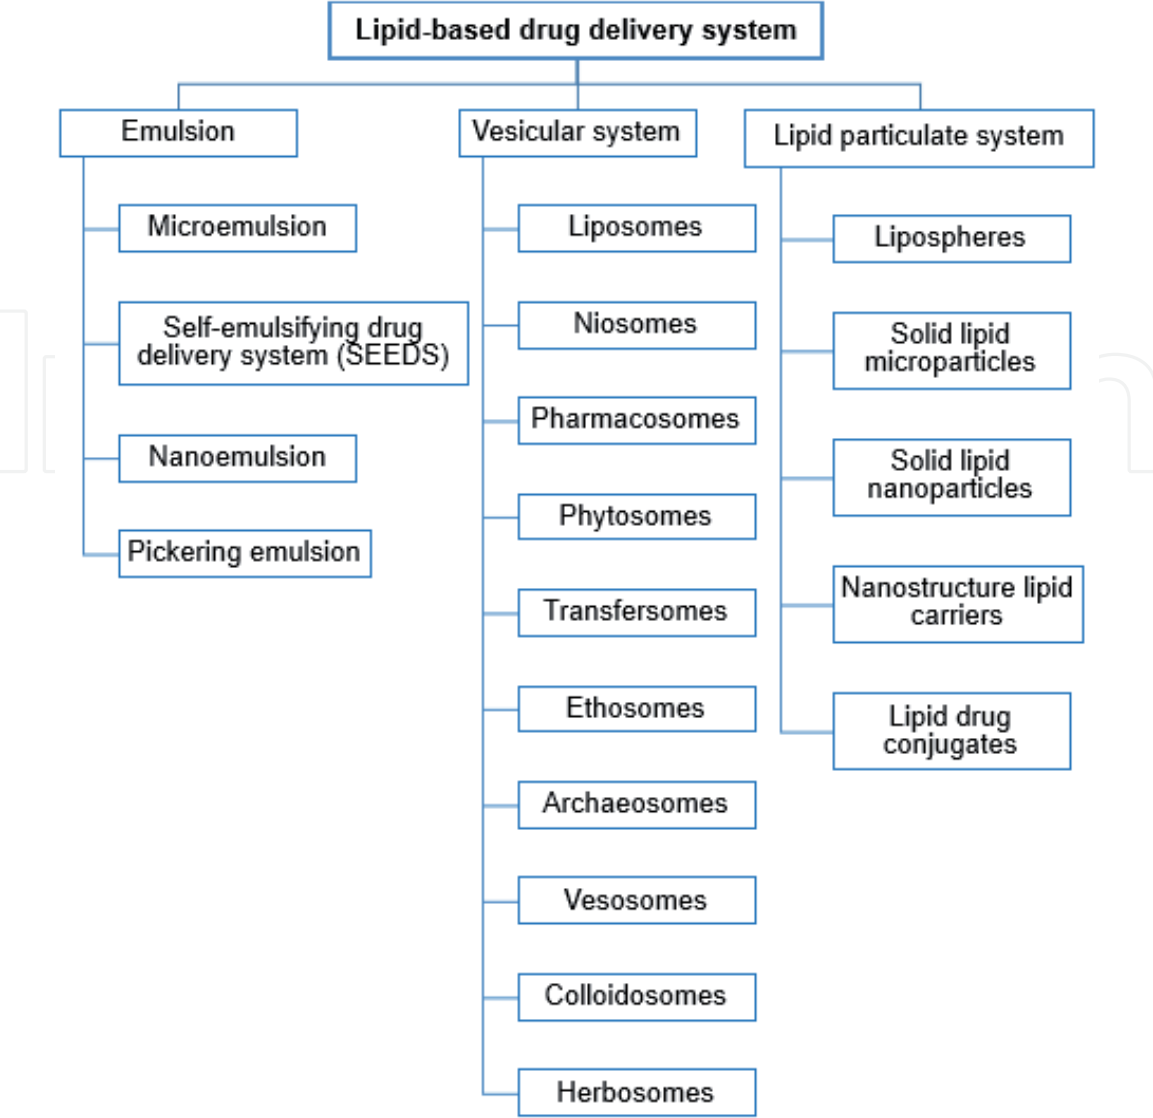 Lipid-based drug delivery system
Emulsion
Microemulsion
Self-emulsifying drug
delivery system (SEEDS)
Nanoemulsion
Pickering emulsion
Vesicular system
Liposomes
Niosomes
Pharmacosomes
Phytosomes
Transfersomes
Ethosomes
Archaeosomes
Vesosomes
Colloidosomes
Herbosomes
Lipid particulate system
Lipospheres
Solid lipid
microparticles
Solid lipid
nanoparticles
Nanostructure lipid
carriers
Lipid drug
conjugates